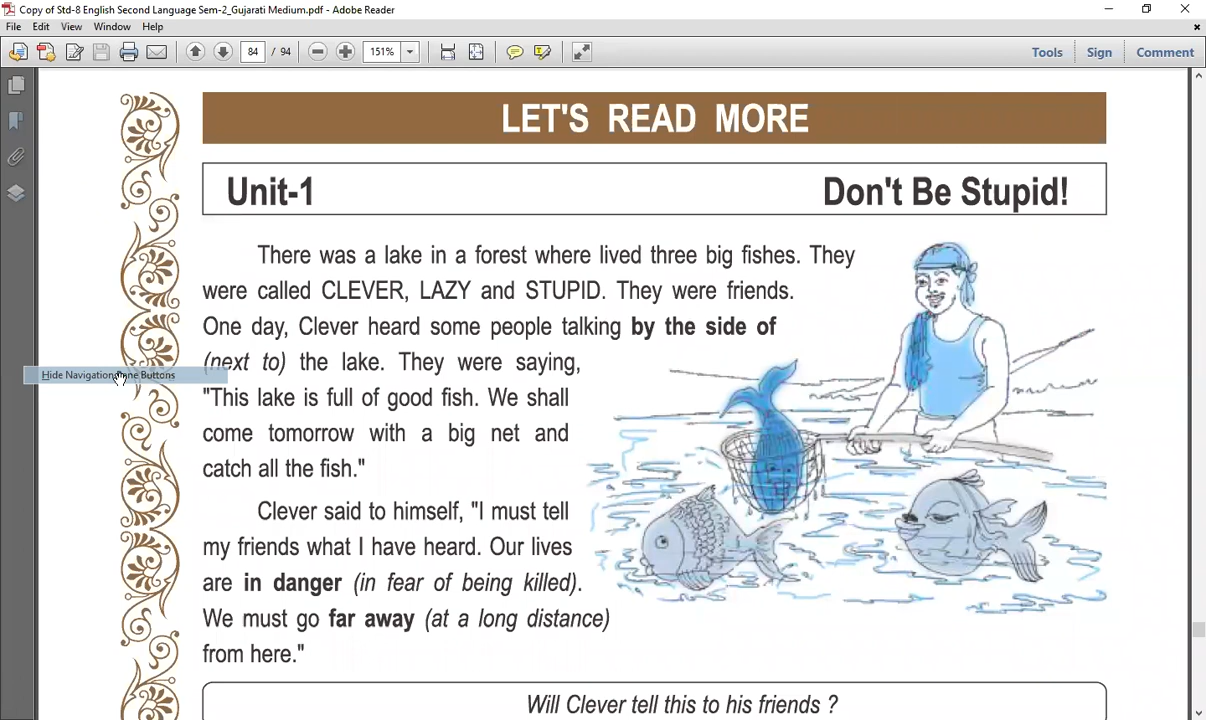 Copy of Std-8 English Second Language Sem-2_Gujarati Medium.pdf - Adobe Reader
File Edit View Window Help
84 / 94 151% Tools Sign Comment
LET'S READ MORE
Unit-1 Don't Be Stupid!
There was a lake in a forest where lived three big fishes. They
were called CLEVER, LAZY and STUPID. They were friends.
One day, Clever heard some people talking by the side of
(next to) the lake. They were saying,
Hide Navigation Pane Buttons
"This lake is full of good fish. We shall
come tomorrow with a big net and
catch all the fish."
Clever said to himself, "I must tell
my friends what I have heard. Our lives
are in danger (in fear of being killed).
We must go far away (at a long distance)
from here."
Will Clever tell this to his friends ?